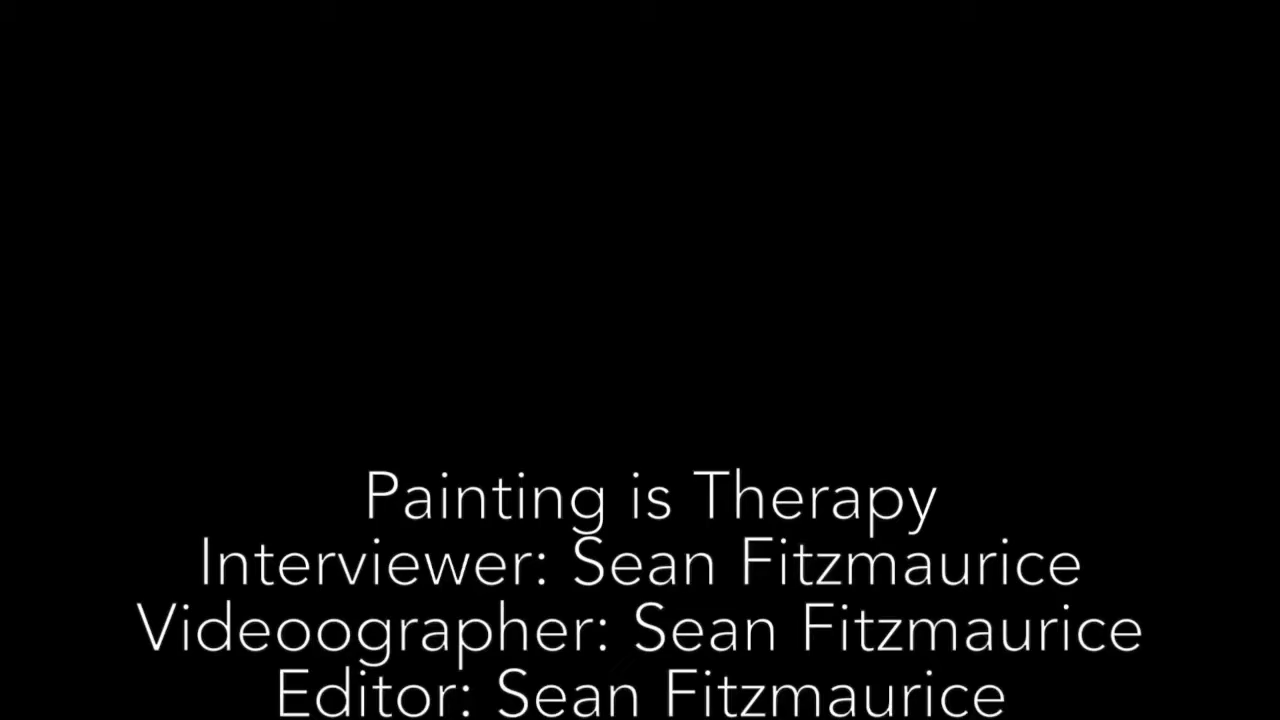 Painting is Therapy
Interviewer: Sean Fitzmaurice
Videoographer: Sean Fitzmaurice
Editor: Sean Fitzmaurice